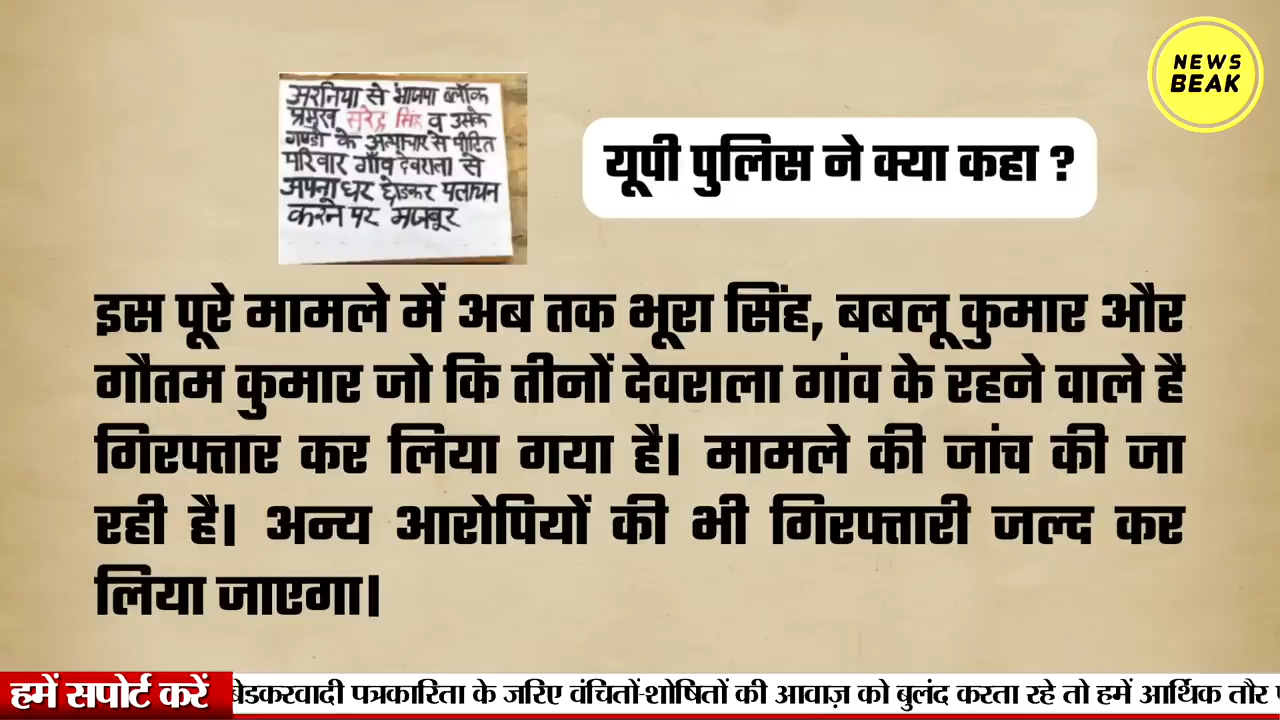 NEWS
BEAK
अरनिया से भाजपा ब्लॉक
प्रमुख सुरेंद्र सिंह व उसके
गुण्डों के अत्याचार से पीड़ित
परिवार गाँव देवराला से
अपना घर छोडकर पलायन
करने पर मजबूर
यूपी पुलिस ने क्या कहा ?
इस पूरे मामले में अब तक भूरा सिंह, बबलू कुमार और
गौतम कुमार जो कि तीनों देवराला गांव के रहने वाले है
गिरफ्तार कर लिया गया है। मामले की जांच की जा
रही है। अन्य आरोपियों की भी गिरफ्तारी जल्द कर
लिया जाएगा।
हमें सपोर्ट करें
बेडकरवादी पत्रकारिता के जरिए वंचितों-शोषितों की आवाज़ को बुलंद करता रहे तो हमें आर्थिक तौर